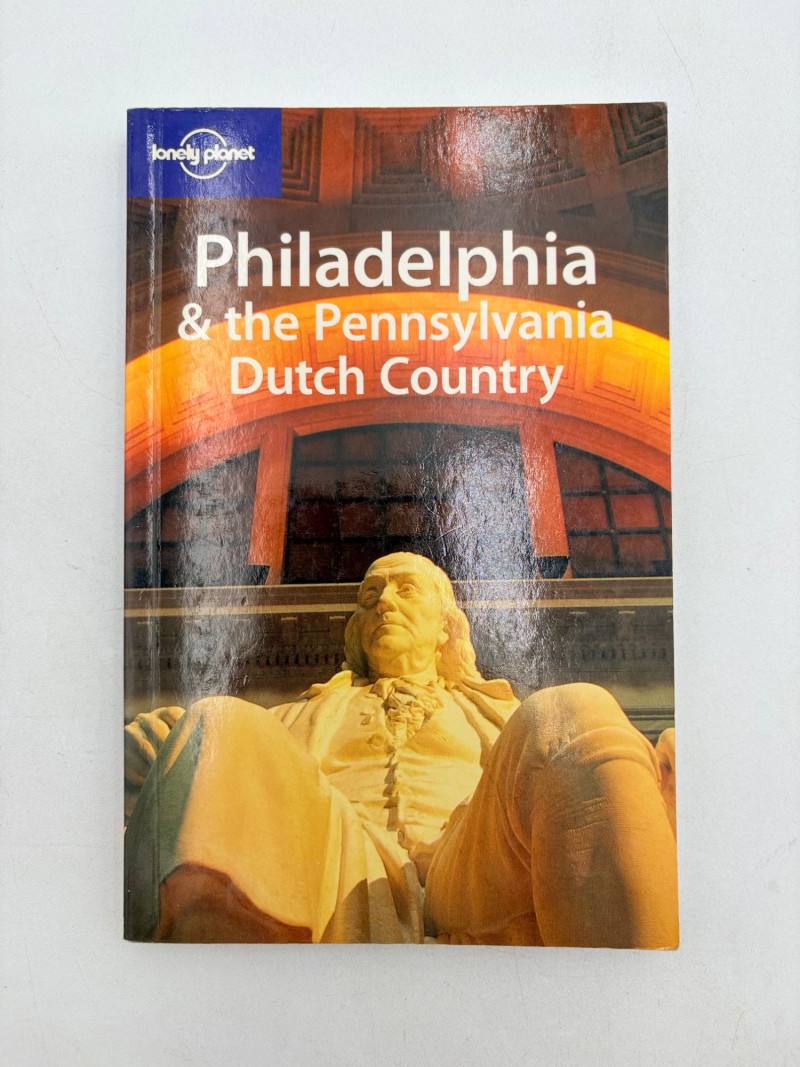 lonely planet
Philadelphia
& the Pennsylvania
Dutch Country